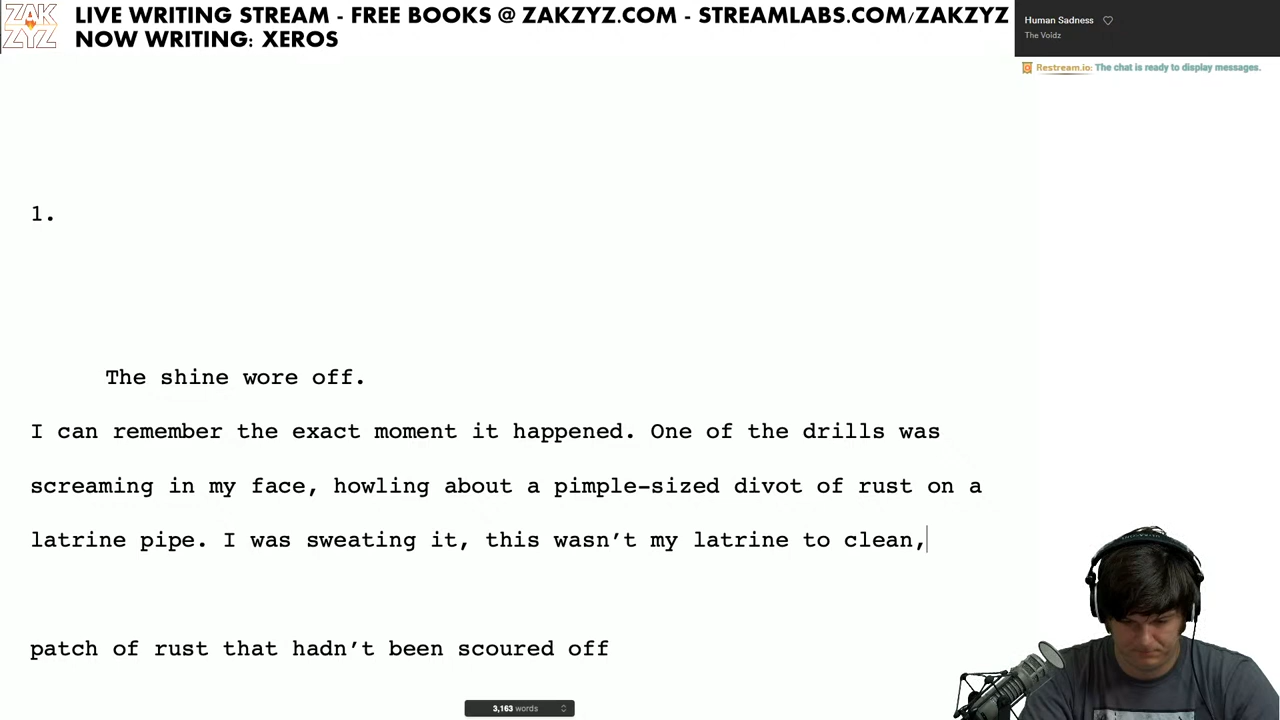 ZAK
ZYZ
LIVE WRITING STREAM - FREE BOOKS @ ZAKZYZ.COM - STREAMLABS.COM/ZAKZYZ
NOW WRITING: XEROS
Human Sadness
The Voidz
Restream.io: The chat is ready to display messages.
1.
The shine wore off.
I can remember the exact moment it happened. One of the drills was
screaming in my face, howling about a pimple-sized divot of rust on a
latrine pipe. I was sweating it, this wasn't my latrine to clean,
patch of rust that hadn't been scoured off
3,163 words